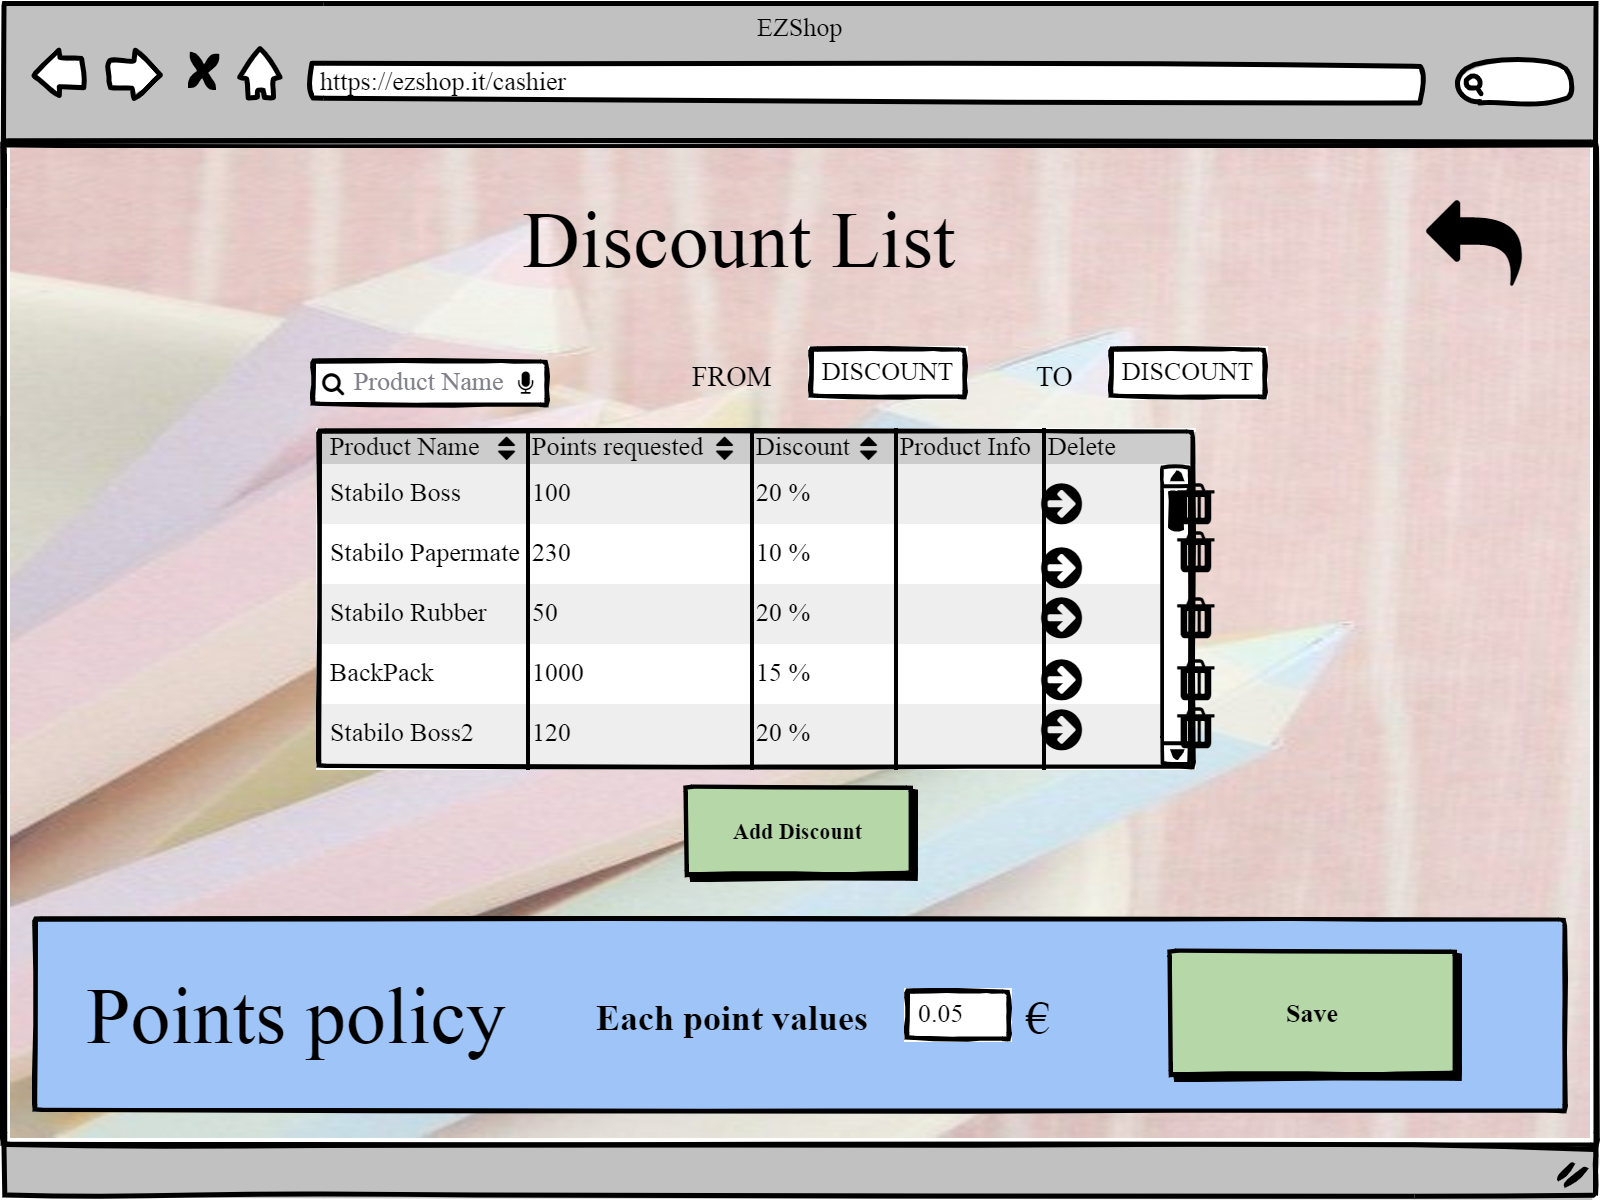 EZShop
https://ezshop.it/cashier
Discount List
Product Name
FROM DISCOUNT TO DISCOUNT
Product Name Points requested Discount Product Info Delete
Stabilo Boss 100 20 %
Stabilo Papermate 230 10 %
Stabilo Rubber 50 20 %
BackPack 1000 15 %
Stabilo Boss2 120 20 %
Add Discount
Points policy Each point values 0.05 € Save